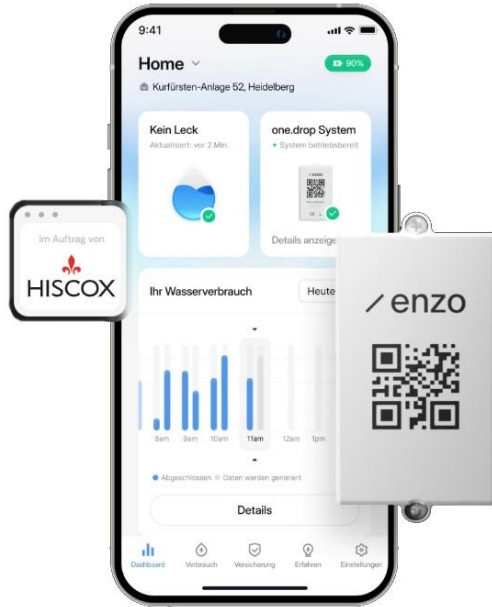 9:41
Home
90%
Kurfürsten-Anlage 52, Heidelberg
Kein Leck
Aktualisiert: vor 2 Min.
one.drop System
System betriebsbereit
enzo
Details anzeige
Im Auftrag von
HISCOX
Ihr Wasserverbrauch
Heute
/ enzo
8am 9am 10am 11am 12am 1pm
Abgeschlossen Daten werden generiert
Details
Dashboard Verbrauch Versicherung Erfahren Einstellungen